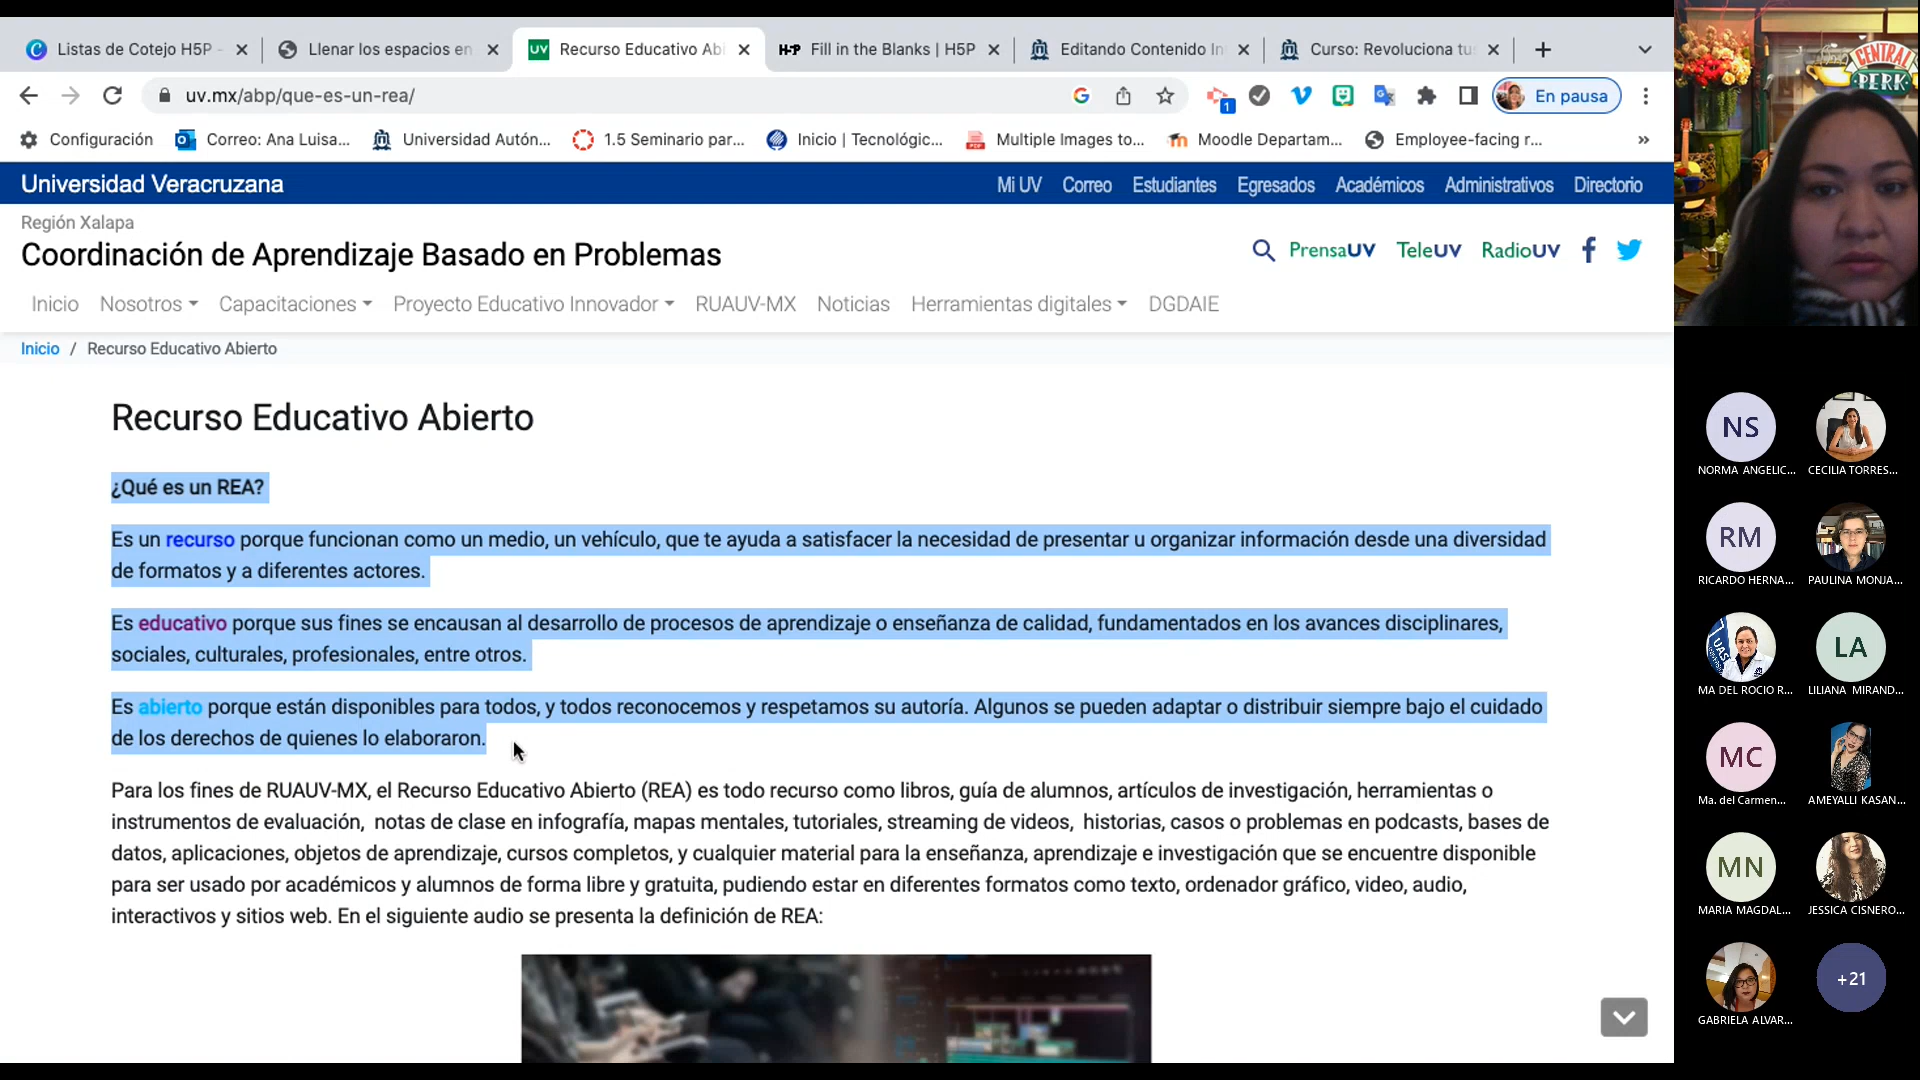 Listas de Cotejo H5P -
Llenar los espacios en
Recurso Educativo Abi
Fill in the Blanks | H5P
Editando Contenido In
Curso: Revoluciona tus
uv.mx/abp/que-es-un-rea/
1
En pausa
Configuración
Correo: Ana Luisa...
Universidad Autón...
1.5 Seminario par...
Inicio | Tecnológic...
Multiple Images to...
Moodle Departam...
Employee-facing r...
Universidad Veracruzana
Mi UV Correo Estudiantes Egresados Académicos Administrativos Directorio
Región Xalapa
Coordinación de Aprendizaje Basado en Problemas
PrensaUV TeleUV RadioUV
Inicio Nosotros Capacitaciones Proyecto Educativo Innovador RUAUV-MX Noticias Herramientas digitales DGDAIE
Inicio / Recurso Educativo Abierto
Recurso Educativo Abierto
¿Qué es un REA?
Es un recurso porque funcionan como un medio, un vehículo, que te ayuda a satisfacer la necesidad de presentar u organizar información desde una diversidad
de formatos y a diferentes actores.
Es educativo porque sus fines se encausan al desarrollo de procesos de aprendizaje o enseñanza de calidad, fundamentados en los avances disciplinares,
sociales, culturales, profesionales, entre otros.
Es abierto porque están disponibles para todos, y todos reconocemos y respetamos su autoría. Algunos se pueden adaptar o distribuir siempre bajo el cuidado
de los derechos de quienes lo elaboraron.
Para los fines de RUAUV-MX, el Recurso Educativo Abierto (REA) es todo recurso como libros, guía de alumnos, artículos de investigación, herramientas o
instrumentos de evaluación, notas de clase en infografía, mapas mentales, tutoriales, streaming de videos, historias, casos o problemas en podcasts, bases de
datos, aplicaciones, objetos de aprendizaje, cursos completos, y cualquier material para la enseñanza, aprendizaje e investigación que se encuentre disponible
para ser usado por académicos y alumnos de forma libre y gratuita, pudiendo estar en diferentes formatos como texto, ordenador gráfico, video, audio,
interactivos y sitios web. En el siguiente audio se presenta la definición de REA:
CENTRAL
PERK
NS
NORMA ANGELIC...
CECILIA TORRES...
RM
RICARDO HERNA...
PAULINA MONJA...
UAS
MA DEL ROCIO R...
LA
LILIANA MIRAND...
MC
Ma. del Carmen...
AMEYALLI KASAN...
MN
MARIA MAGDAL...
JESSICA CISNERO...
GABRIELA ALVAR...
+21